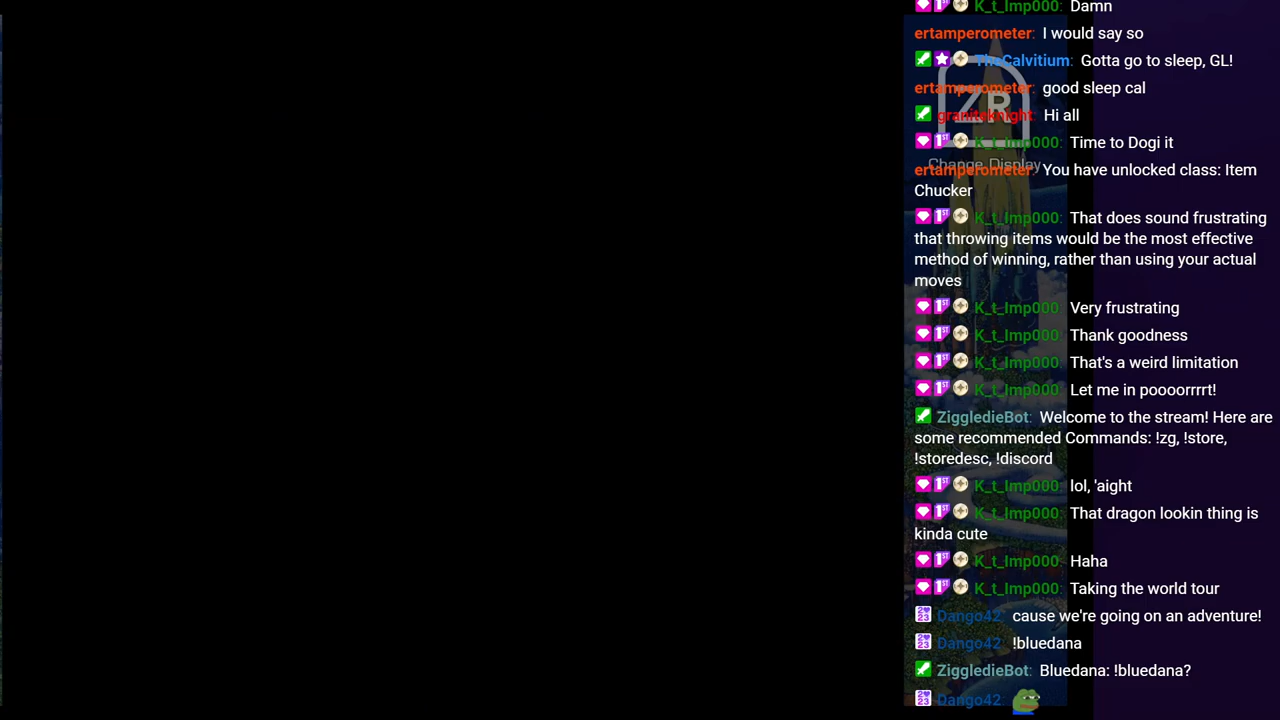 K_t_Imp000: Damn
ertamperometer: I would say so
TheCalvitium: Gotta go to sleep, GL!
ertamperometer: good sleep cal
ZR
graniteknight: Hi all
K_t_Imp000: Time to Dogi it
Change Display
ertamperometer: You have unlocked class: Item
Chucker
K_t_Imp000: That does sound frustrating
that throwing items would be the most effective
method of winning, rather than using your actual
moves
K_t_Imp000: Very frustrating
K_t_Imp000: Thank goodness
K_t_Imp000: That's a weird limitation
K_t_Imp000: Let me in poooorrrrt!
ZiggledieBot: Welcome to the stream! Here are
some recommended Commands: !zg, !store,
!storedesc, !discord
K_t_Imp000: lol, 'aight
K_t_Imp000: That dragon lookin thing is
kinda cute
K_t_Imp000: Haha
K_t_Imp000: Taking the world tour
Dango42: cause we're going on an adventure!
Dango42: !bluedana
ZiggledieBot: Bluedana: !bluedana?
Dango42: